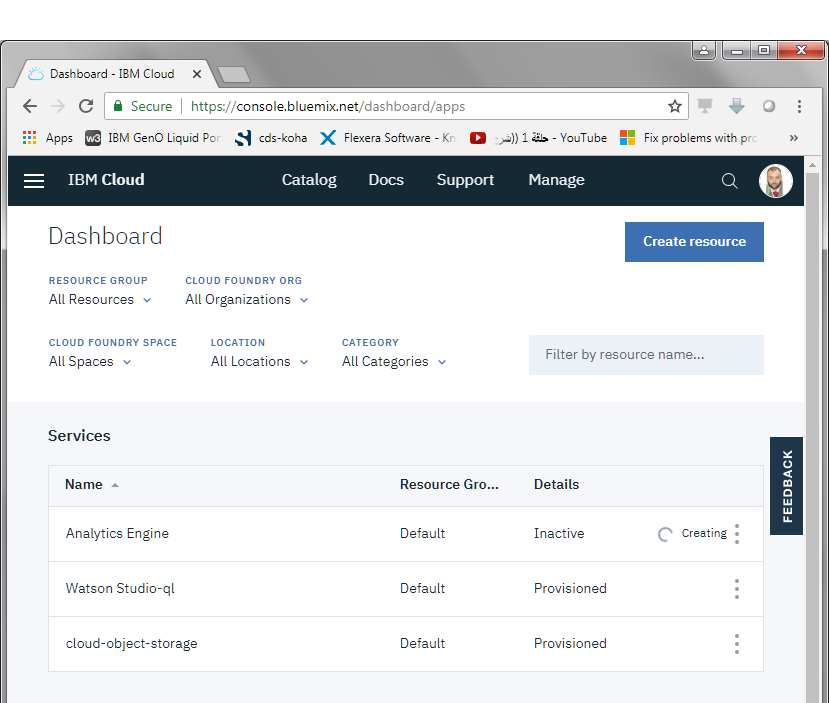 Dashboard - IBM Cloud
Secure https://console.bluemix.net/dashboard/apps
Apps w3 IBM GenO Liquid Por cds-koha Flexera Software - Kn حلقة 1 ((شر - YouTube Fix problems with pro »
IBM Cloud Catalog Docs Support Manage
Dashboard
Create resource
RESOURCE GROUP CLOUD FOUNDRY ORG
All Resources All Organizations
CLOUD FOUNDRY SPACE LOCATION CATEGORY
All Spaces All Locations All Categories
Filter by resource name...
Services
FEEDBACK
Name Resource Gro... Details
Analytics Engine Default Inactive Creating
Watson Studio-ql Default Provisioned
cloud-object-storage Default Provisioned